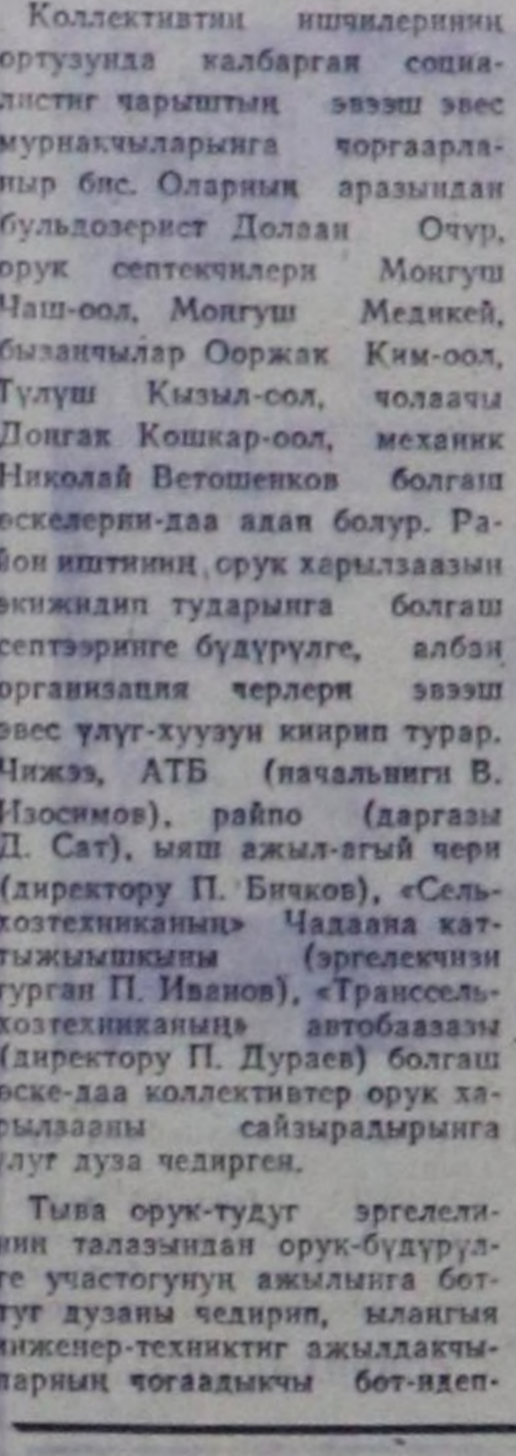 Коллективтиң ишчилериниң
ортузунда калбарган социа-
листиг чарыштың эвээш эвес
мурнакчыларынга чоргаарла-
ныр бис. Оларның аразындан
бульдозерист Долаан Очур,
орук септекчилери Монгуш
Чаш-оол, Монгуш Медикей,
бызанчылар Ооржак Ким-оол,
Түлүш Кызыл-оол, чолаачы
Донгак Кошкар-оол, механик
Николай Ветошенков болгаш
өскелерни-даа адап болур. Ра-
йон иштиниң орук харылзаазын
экижидип тударынга болгаш
септээринге бүдүрүлге, албан
организация черлери эвээш
эвес үлүг-хуузун киирип турар.
Чижээ, АТБ (начальниги В.
Изосимов), райпо (даргазы
Д. Сат), ыяш ажыл-агый чери
(директору П. Бичков), «Сель-
хозтехниканың» Чадаана кат-
тыжыышкыны (эргелекчизи
турган П. Иванов), «Транссель-
хозтехниканың» автобаазазы
(директору П. Дураев) болгаш
өске-даа коллективтер орук ха-
рылзааны сайзырадырынга
улуг дуза чедирген.
Тыва орук-тудуг эргелели-
ниң талазындан орук-бүдүрүл-
ге участогунуң ажылынга бот-
туг дузаны чедирип, ылангыя
инженер-техниктиг ажылдакчы-
ларның чогаадыкчы бот-идеп-